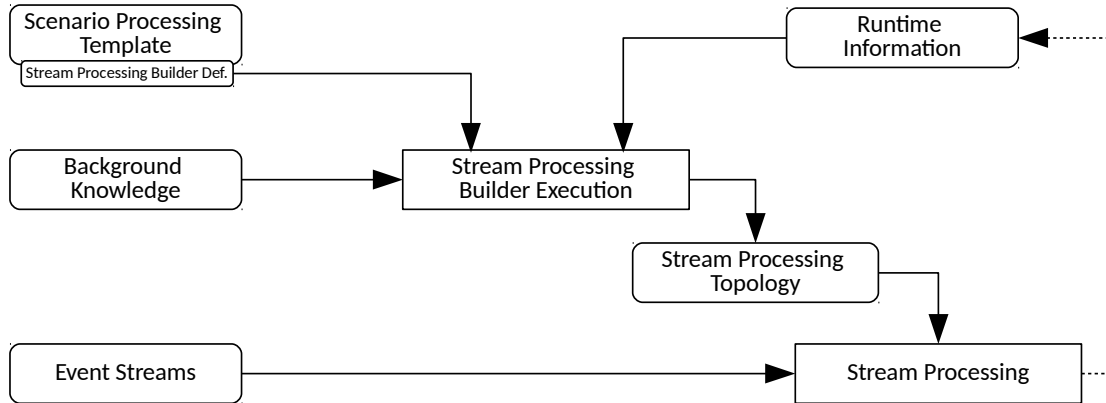 Scenario Processing
Template
Stream Processing Builder Def.
Runtime
Information
Background
Knowledge
Stream Processing
Builder Execution
Stream Processing
Topology
Event Streams
Stream Processing